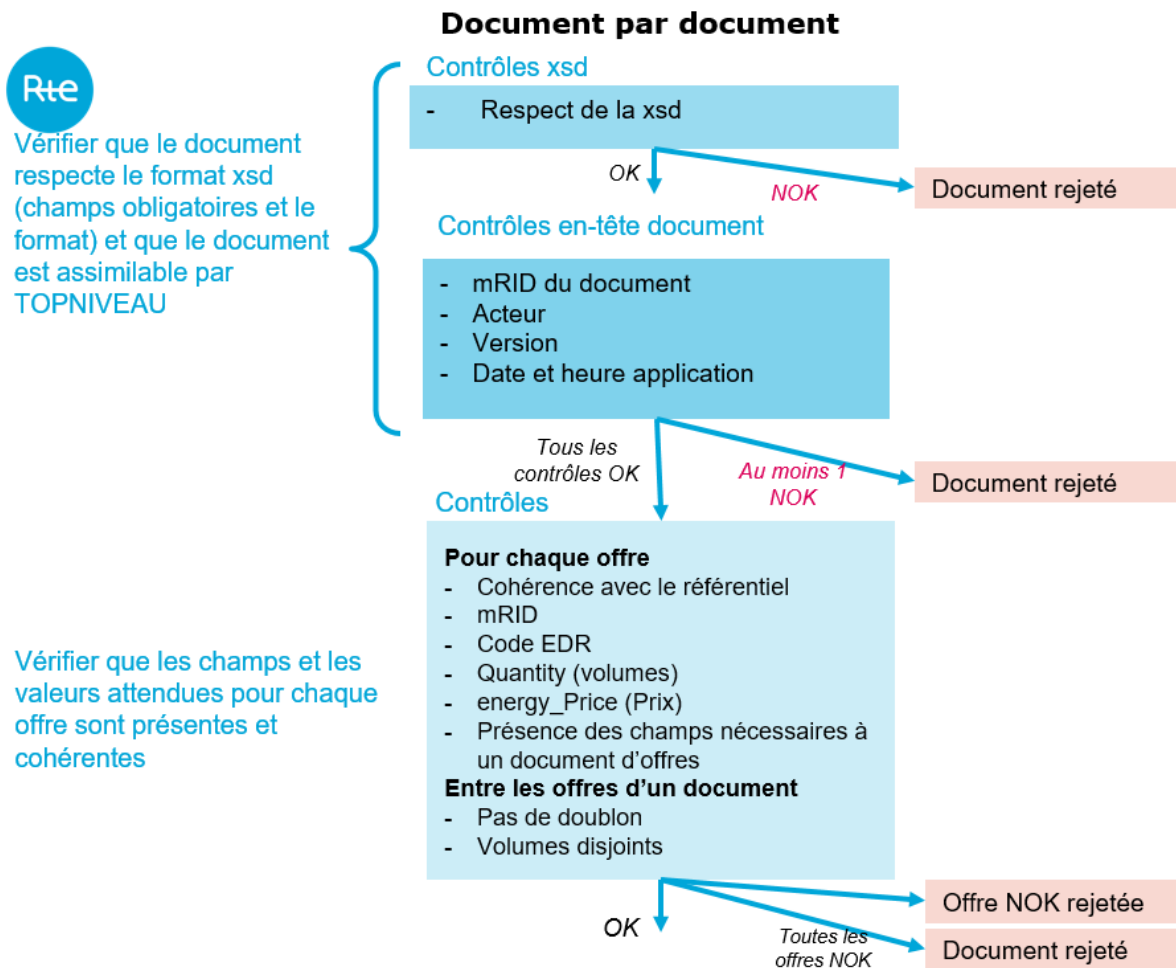 Document par document
Rte
Contrôles xsd
- Respect de la xsd
Vérifier que le document
respecte le format xsd
(champs obligatoires et le
format) et que le document
est assimilable par
TOPNIVEAU
OK
NOK
Document rejeté
Contrôles en-tête document
- mRID du document
- Acteur
- Version
- Date et heure application
Tous les
contrôles OK
Au moins 1
NOK
Document rejeté
Contrôles
Pour chaque offre
- Cohérence avec le référentiel
- mRID
- Code EDR
- Quantity (volumes)
- energy_Price (Prix)
- Présence des champs nécessaires à
un document d’offres
Entre les offres d’un document
- Pas de doublon
- Volumes disjoints
Vérifier que les champs et les
valeurs attendues pour chaque
offre sont présentes et
cohérentes
OK
Offre NOK rejetée
Toutes les
offres NOK
Document rejeté